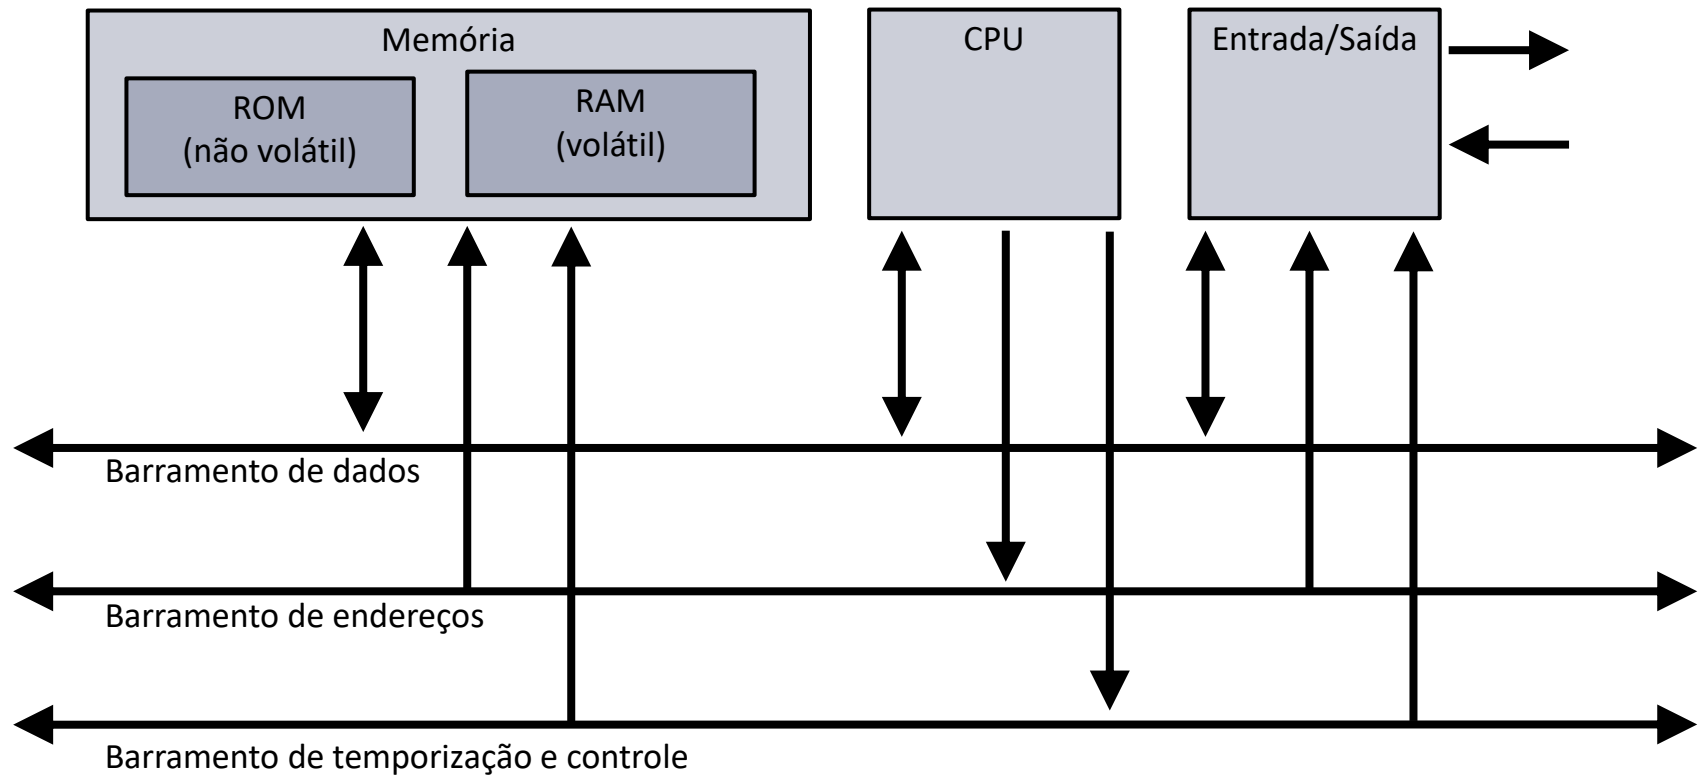 Memória
ROM
(não volátil)
RAM
(volátil)
CPU
Entrada/Saída
Barramento de dados
Barramento de endereços
Barramento de temporização e controle